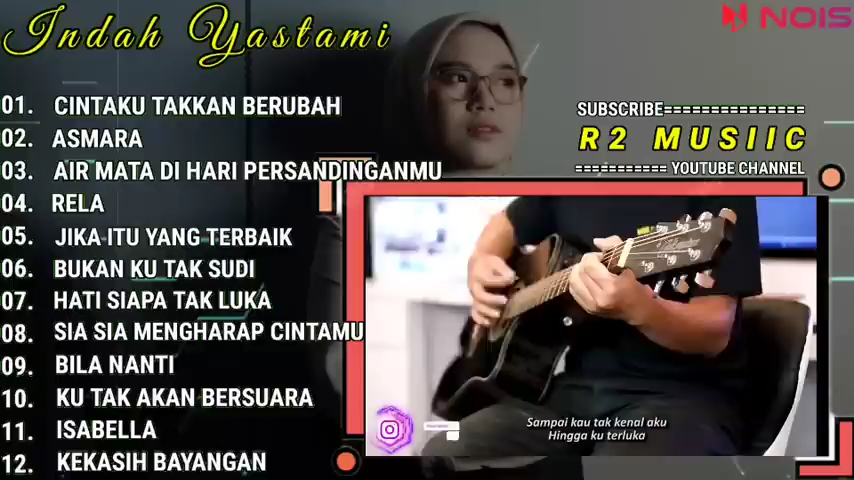 Indah Yastami
NOIS
01. CINTAKU TAKKAN BERUBAH
02. ASMARA
03. AIR MATA DI HARI PERSANDINGANMU
04. RELA
05. JIKA ITU YANG TERBAIK
06. BUKAN KU TAK SUDI
07. HATI SIAPA TAK LUKA
08. SIA SIA MENGHARAP CINTAMU
09. BILA NANTI
10. KU TAK AKAN BERSUARA
11. ISABELLA
12. KEKASIH BAYANGAN
SUBSCRIBE===============
R2 MUSIIC
=========== YOUTUBE CHANNEL
Sampai kau tak kenal aku
Hingga ku terluka